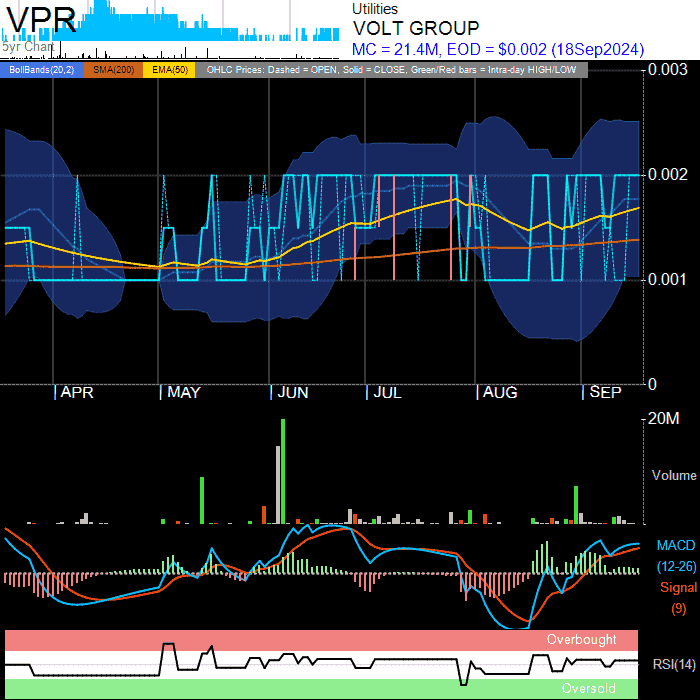 VPR
5yr Chart
Utilities
VOLT GROUP
MC = 21.4M, EOD = $0.002 (18Sep2024)
BollBands(20,2) SMA(200) EMA(50) OHLC Prices: Dashed = OPEN, Solid = CLOSE, Green/Red bars = Intra-day HIGH/LOW
0.003
0.002
0.001
0
APR MAY JUN JUL AUG SEP
20M
Volume
MACD
(12-26)
Signal
(9)
Overbought
RSI(14)
Oversold